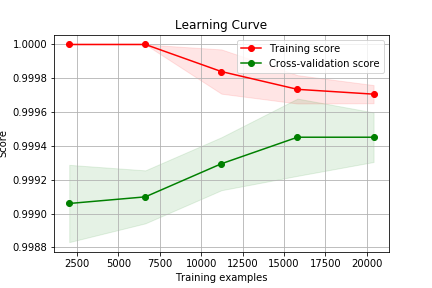 Learning Curve
Training score
Cross-validation score
1.0000
0.9998
0.9996
0.9994
0.9992
0.9990
0.9988
Score
2500 5000 7500 10000 12500 15000 17500 20000
Training examples